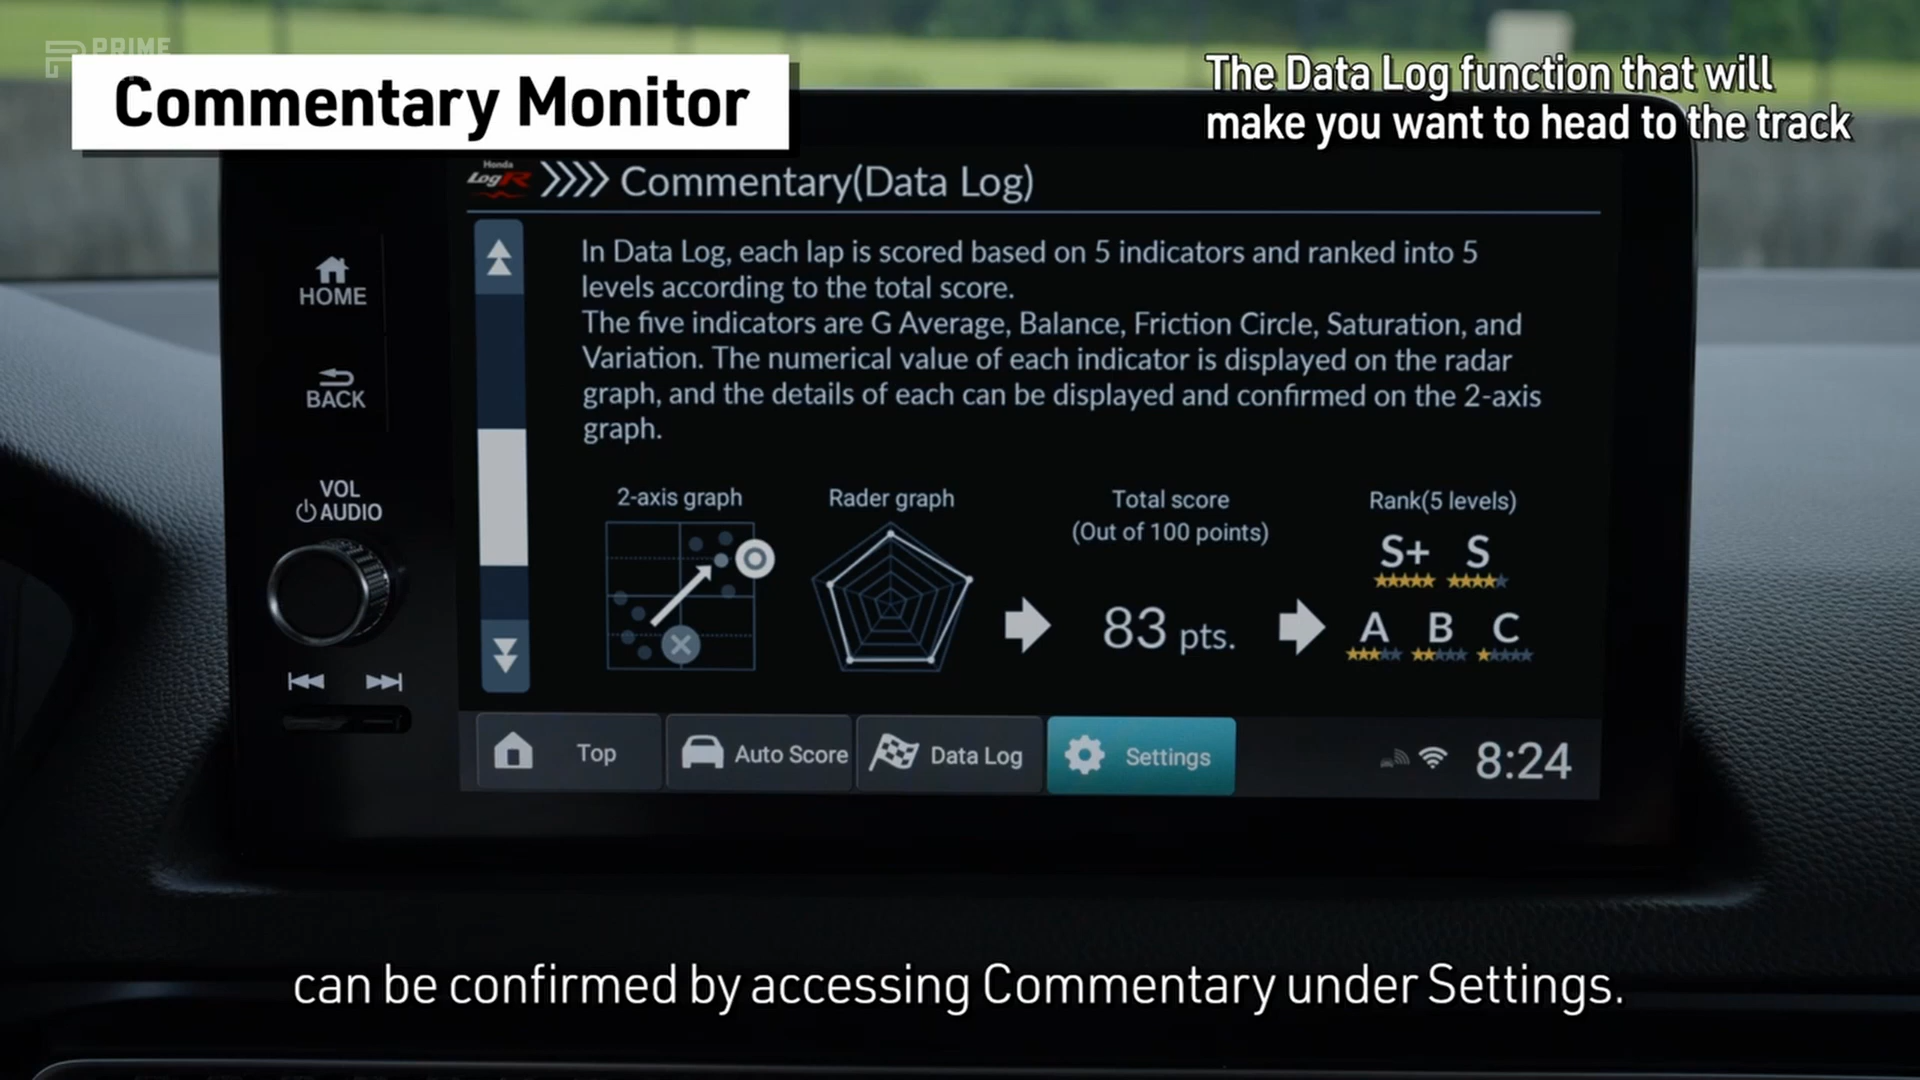 PRIME
Commentary Monitor
The Data Log function that will
make you want to head to the track
Honda
LogR
Commentary(Data Log)
In Data Log, each lap is scored based on 5 indicators and ranked into 5
levels according to the total score.
The five indicators are G Average, Balance, Friction Circle, Saturation, and
Variation. The numerical value of each indicator is displayed on the radar
graph, and the details of each can be displayed and confirmed on the 2-axis
graph.
HOME
BACK
VOL
AUDIO
2-axis graph
Rader graph
Total score
(Out of 100 points)
83 pts.
Rank(5 levels)
S+ S
A B C
Top
Auto Score
Data Log
Settings
8:24
can be confirmed by accessing Commentary under Settings.